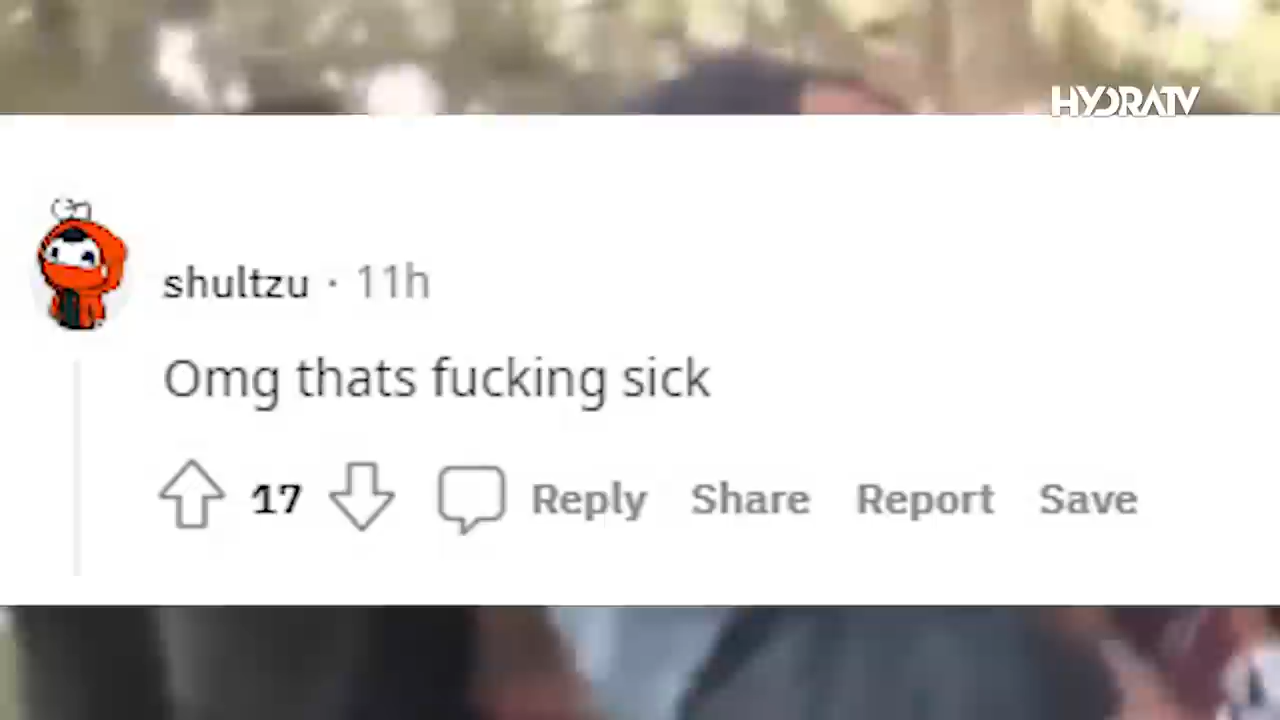 HYDRATV
shultzu · 11h
Omg thats fucking sick
17 Reply Share Report Save